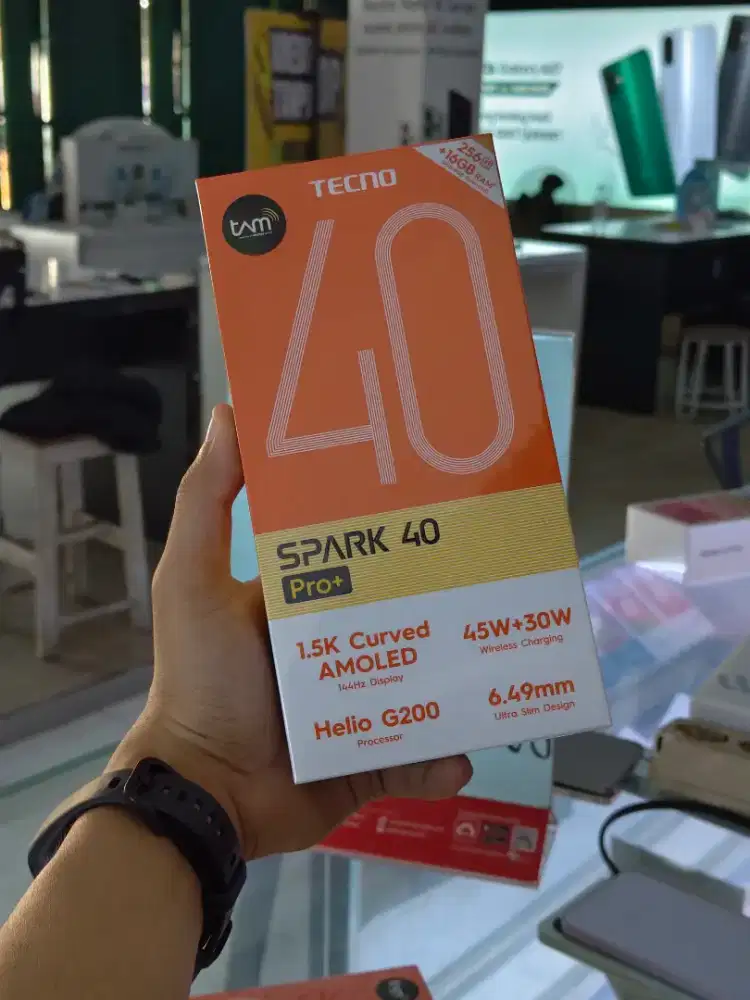 TECNO
256GB
+16GB RAM*
tam
40
SPARK 40
Pro+
1.5K Curved
AMOLED
144Hz Display
45W+30W
Wireless Charging
Helio G200
Processor
6.49mm
Ultra Slim Design